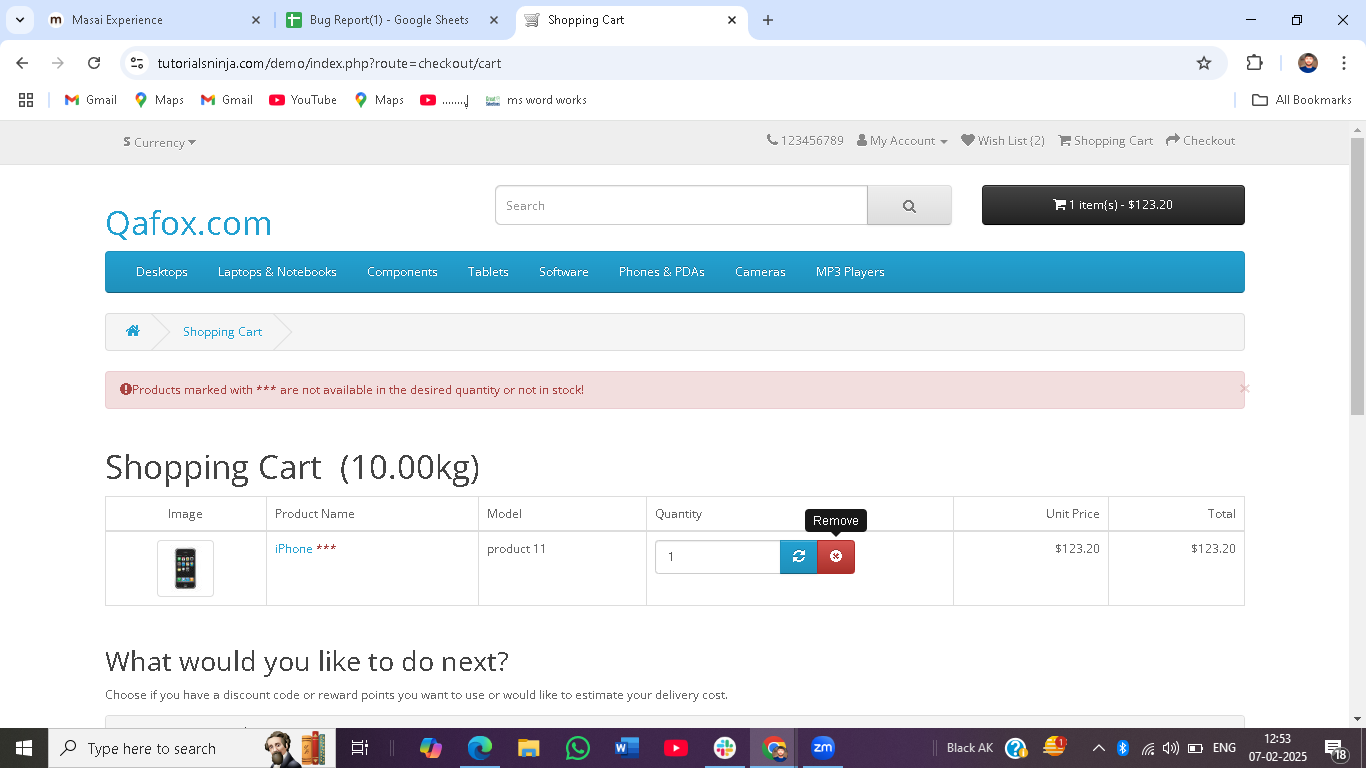 Masai Experience
Bug Report(1) - Google Sheets
Shopping Cart
tutorialsninja.com/demo/index.php?route=checkout/cart
Gmail Maps Gmail YouTube Maps ms word works All Bookmarks
$ Currency 123456789 My Account Wish List (2) Shopping Cart Checkout
Qafox.com
Search
1 item(s) - $123.20
Desktops Laptops & Notebooks Components Tablets Software Phones & PDAs Cameras MP3 Players
Shopping Cart
Products marked with *** are not available in the desired quantity or not in stock!
×
Shopping Cart (10.00kg)
Image Product Name Model Quantity Unit Price Total
Remove
iPhone *** product 11 1 $123.20 $123.20
What would you like to do next?
Choose if you have a discount code or reward points you want to use or would like to estimate your delivery cost.
Type here to search
zm
Black AK
ENG
12:53
07-02-2025
18